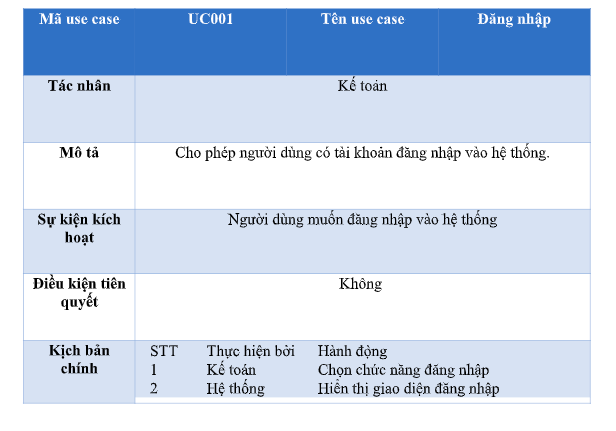 Mã use case UC001 Tên use case Đăng nhập
Tác nhân Kế toán
Mô tả Cho phép người dùng có tài khoản đăng nhập vào hệ thống.
Sự kiện kích Người dùng muốn đăng nhập vào hệ thống
hoạt
Điều kiện tiên Không
quyết
Kịch bản STT Thực hiện bởi Hành động
chính 1 Kế toán Chọn chức năng đăng nhập
2 Hệ thống Hiển thị giao diện đăng nhập